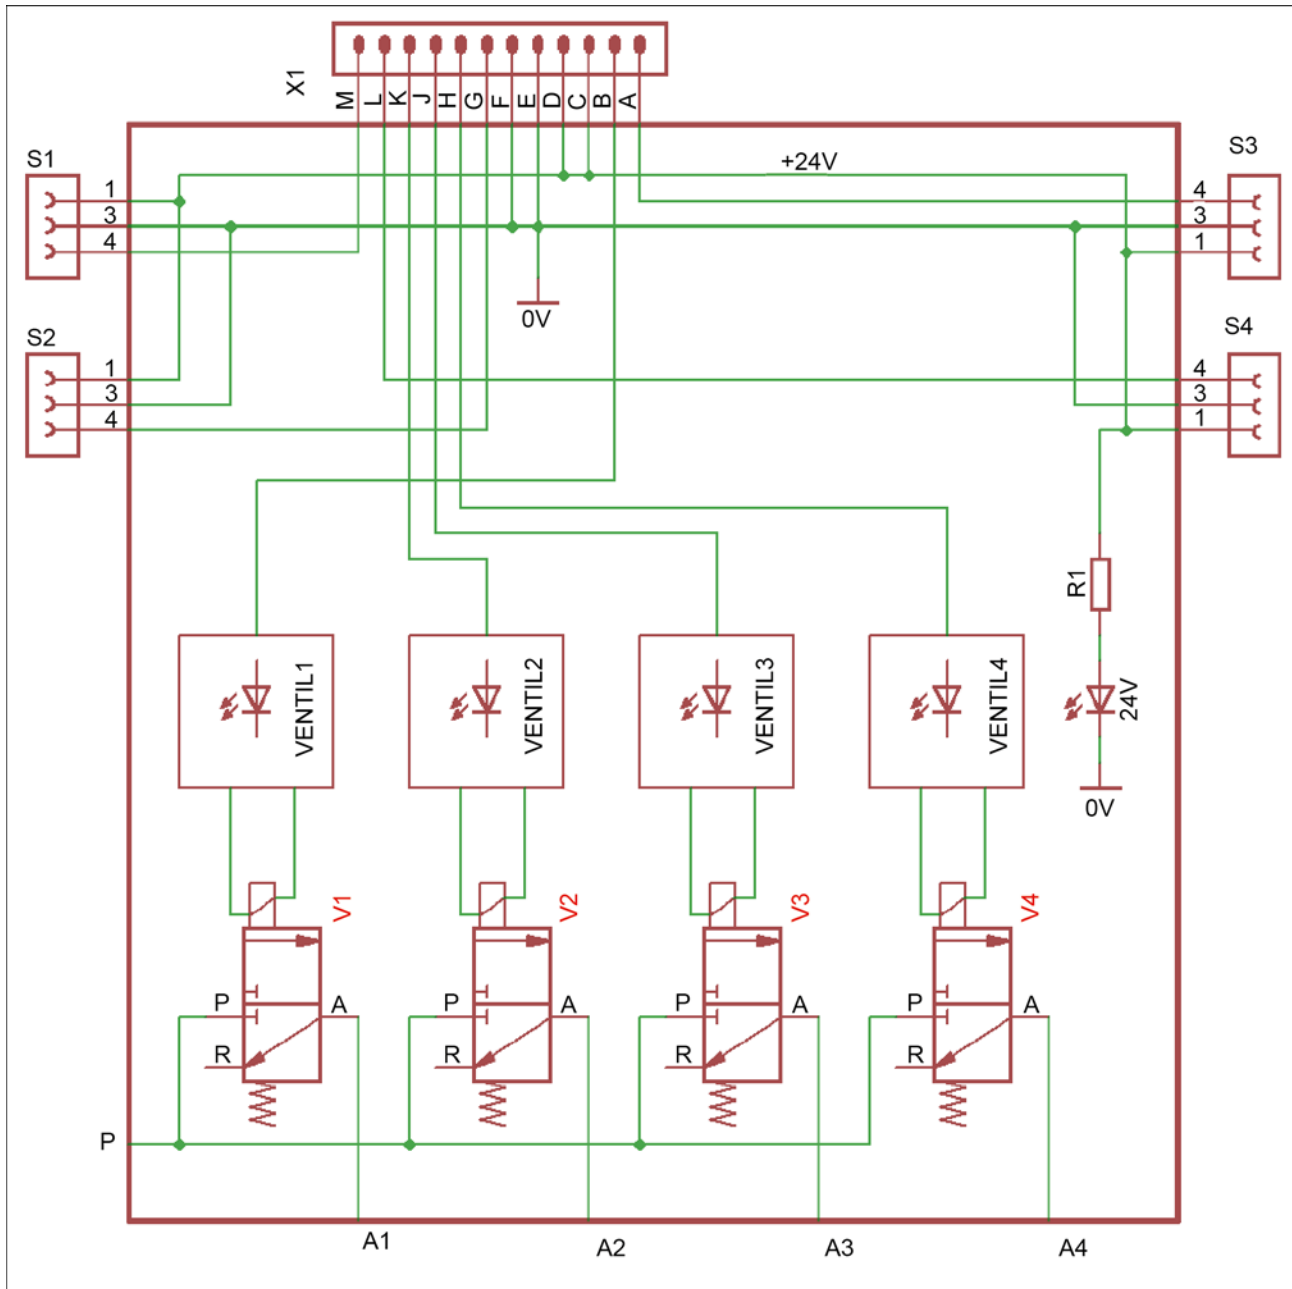 X1
M L K J H G F E D C B A
+24V
S1
1
3
4
S3
4
3
1
0V
S2
1
3
4
S4
4
3
1
R1
VENTIL1
VENTIL2
VENTIL3
VENTIL4
24V
0V
V1
V2
V3
V4
P A P A P A P A
R R R R
P
A1 A2 A3 A4